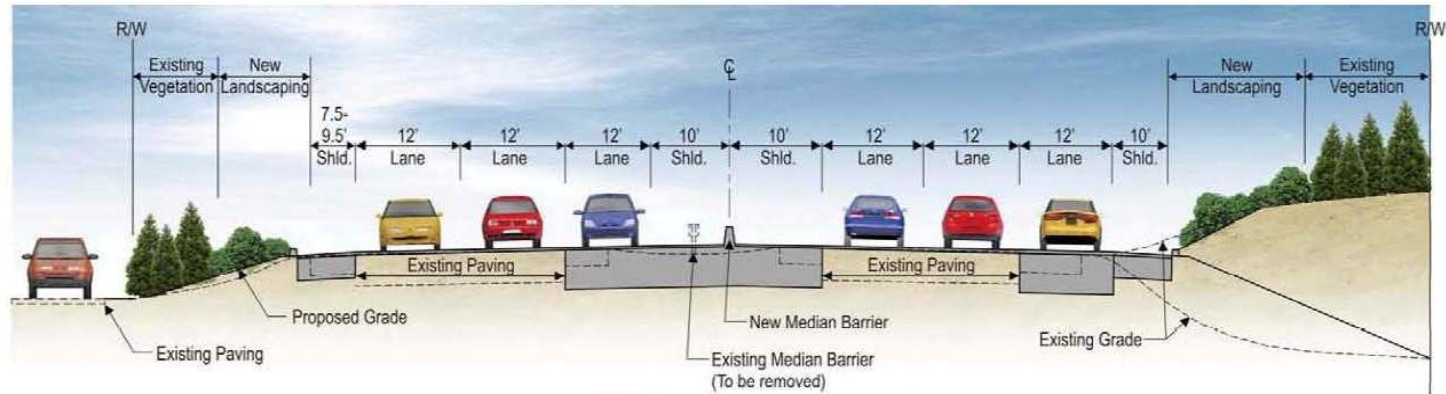 R/W
R/W
Existing
Vegetation
New
Landscaping
℄
New
Landscaping
Existing
Vegetation
7.5-
9.5'
Shld.
12'
Lane
12'
Lane
12'
Lane
10'
Shld.
10'
Shld.
12'
Lane
12'
Lane
12'
Lane
10'
Shld.
Existing Paving
Existing Paving
Proposed Grade
New Median Barrier
Existing Grade
Existing Paving
Existing Median Barrier
(To be removed)